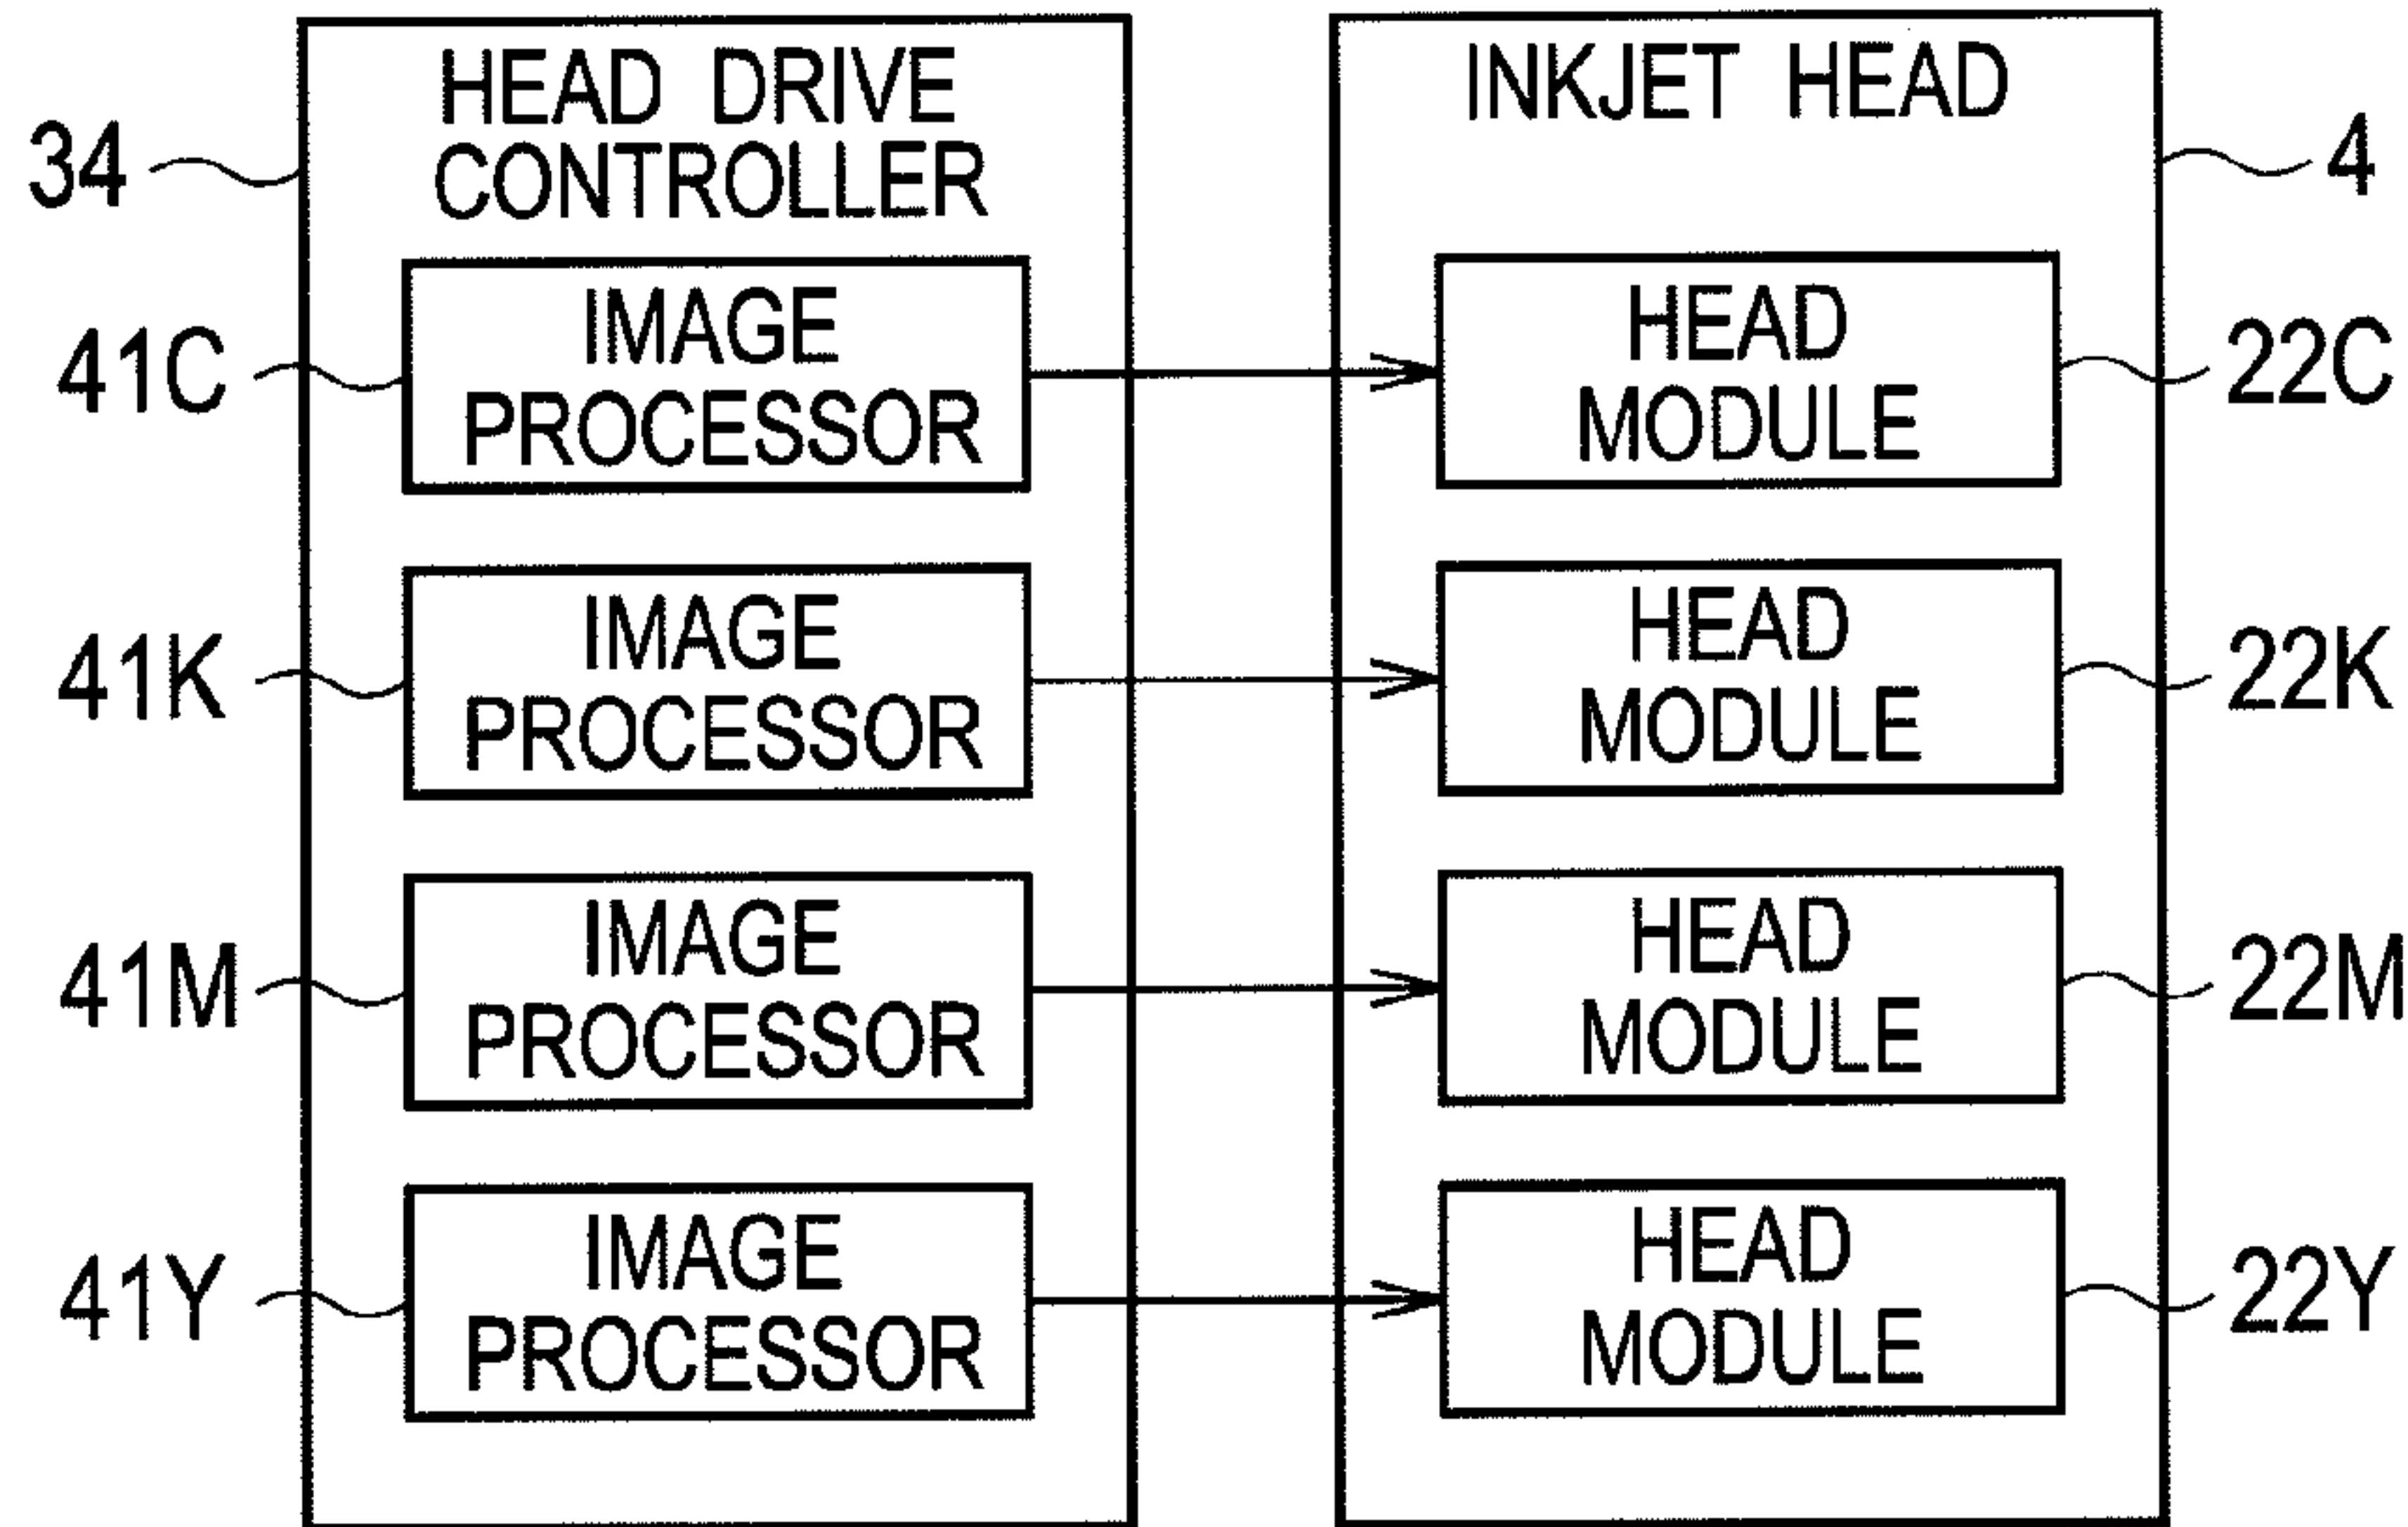 HEAD DRIVE
CONTROLLER
34
41C
IMAGE
PROCESSOR
41K
IMAGE
PROCESSOR
41M
IMAGE
PROCESSOR
41Y
IMAGE
PROCESSOR
INKJET HEAD
4
HEAD
MODULE
22C
HEAD
MODULE
22K
HEAD
MODULE
22M
HEAD
MODULE
22Y